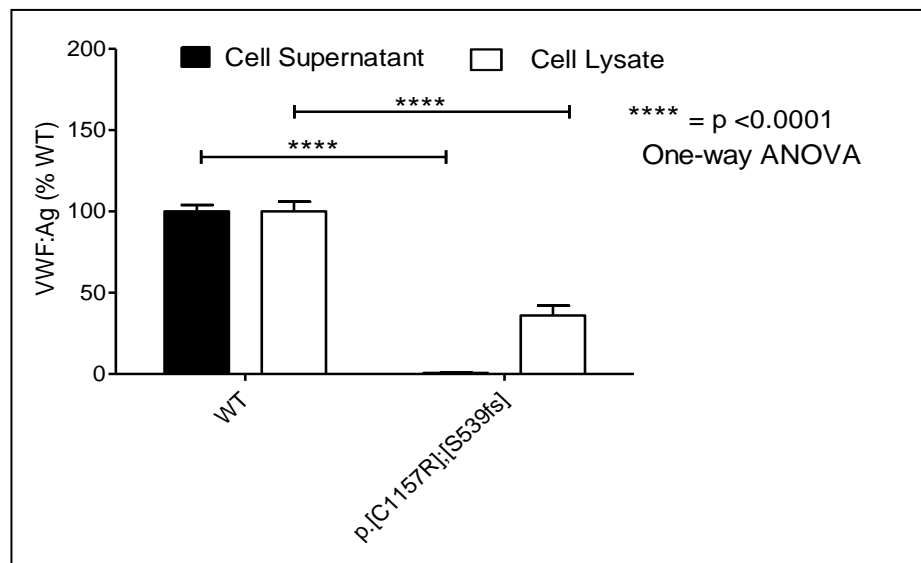 200
150
100
50
0
VWF:Ag (% WT)
Cell Supernatant
Cell Lysate
****
****
**** = p <0.0001
One-way ANOVA
WT
p.[C1157R];[S539fs]